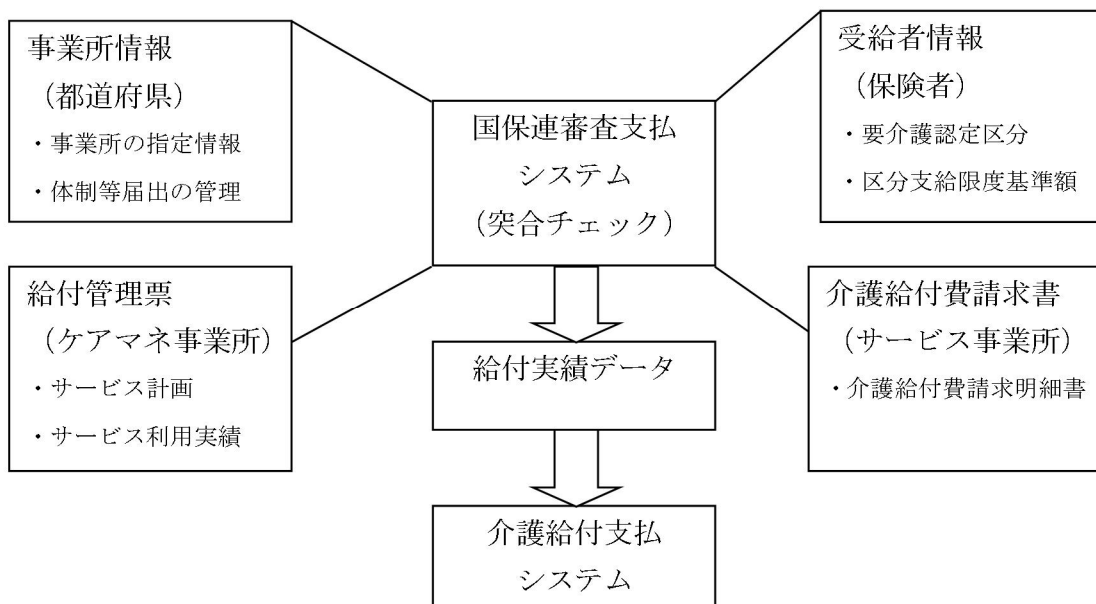 事業所情報
（都道府県）
・事業所の指定情報
・体制等届出の管理
国保連審査支払
システム
（突合チェック）
受給者情報
（保険者）
・要介護認定区分
・区分支給限度基準額
給付管理票
（ケアマネ事業所）
・サービス計画
・サービス利用実績
給付実績データ
介護給付費請求書
（サービス事業所）
・介護給付費請求明細書
介護給付支払
システム